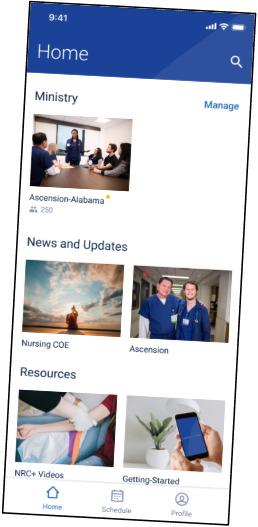 9:41
Home
Ministry
Manage
Ascension-Alabama
250
News and Updates
Nursing COE
Ascension
Resources
NRC+ Videos
Getting-Started
Home
Schedule
Profile